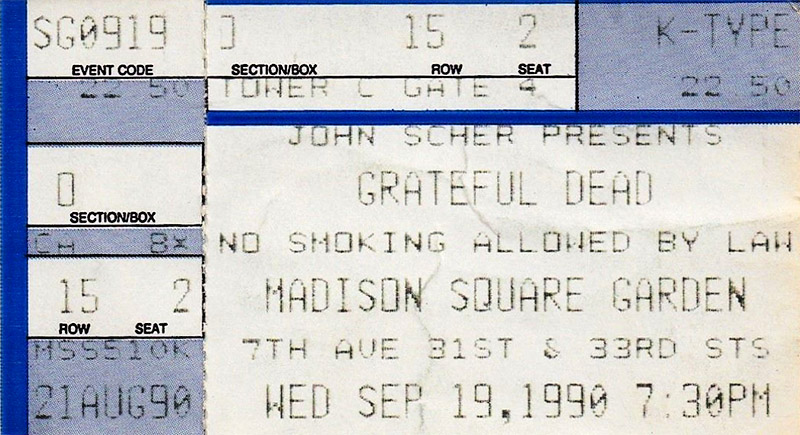 SG0919
EVENT CODE
22 50
SECTION/BOX
CH 8X
15 2
ROW SEAT
MSS510K
21AUG90
15 2 K-TYPE
SECTION/BOX ROW SEAT
TOWER C GATE 4 22 50
JOHN SCHER PRESENTS
GRATEFUL DEAD
NO SMOKING ALLOWED BY LAW
MADISON SQUARE GARDEN
7TH AVE 31ST & 33RD STS
WED SEP 19,1990 7:30PM